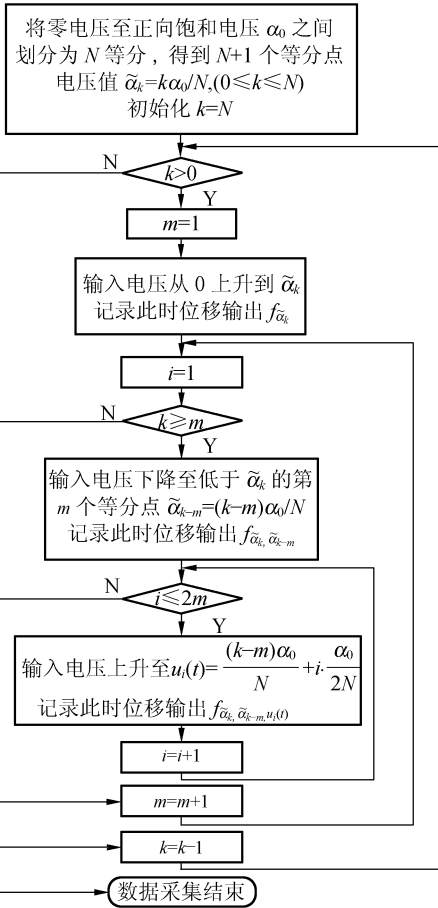 将零电压至正向饱和电压 α₀ 之间
划分为 N 等分, 得到 N+1 个等分点
电压值 α̃ₖ=kα₀/N,(0≤k≤N)
初始化 k=N
N
k>0
Y
m=1
输入电压从 0 上升到 α̃ₖ
记录此时位移输出 f_{α̃ₖ}
i=1
N
k≥m
Y
输入电压下降至低于 α̃ₖ 的第
m 个等分点 α̃ₖ₋ₘ=(k−m)α₀/N
记录此时位移输出 f_{α̃ₖ, α̃ₖ₋ₘ}
N
i≤2m
Y
输入电压上升至uᵢ(t)=(k−m)α₀/N+i·α₀/2N
记录此时位移输出 f_{α̃ₖ, α̃ₖ₋ₘ,uᵢ(t)}
i=i+1
m=m+1
k=k−1
数据采集结束